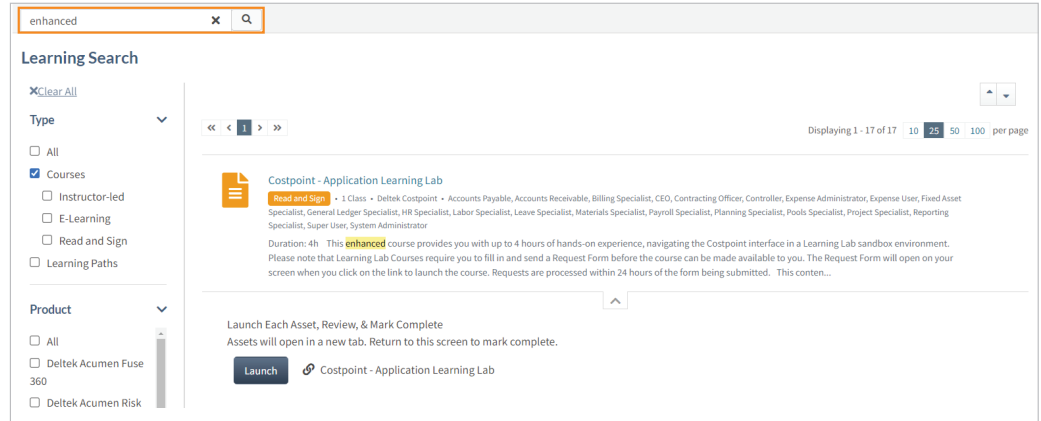 enhanced
Learning Search
Clear All
Type
All
Courses
Instructor-led
E-Learning
Read and Sign
Learning Paths
Product
All
Deltek Acumen Fuse
360
Deltek Acumen Risk
« ‹ 1 › »
Displaying 1 - 17 of 17 10 25 50 100 per page
Costpoint - Application Learning Lab
Read and Sign • 1 Class • Deltek Costpoint • Accounts Payable, Accounts Receivable, Billing Specialist, CEO, Contracting Officer, Controller, Expense Administrator, Expense User, Fixed Asset
Specialist, General Ledger Specialist, HR Specialist, Labor Specialist, Leave Specialist, Materials Specialist, Payroll Specialist, Planning Specialist, Pools Specialist, Project Specialist, Reporting
Specialist, Super User, System Administrator
Duration: 4h This enhanced course provides you with up to 4 hours of hands-on experience, navigating the Costpoint interface in a Learning Lab sandbox environment.
Please note that Learning Lab Courses require you to fill in and send a Request Form before the course can be made available to you. The Request Form will open on your
screen when you click on the link to launch the course. Requests are processed within 24 hours of the form being submitted. This conten...
Launch Each Asset, Review, & Mark Complete
Assets will open in a new tab. Return to this screen to mark complete.
Launch Costpoint - Application Learning Lab